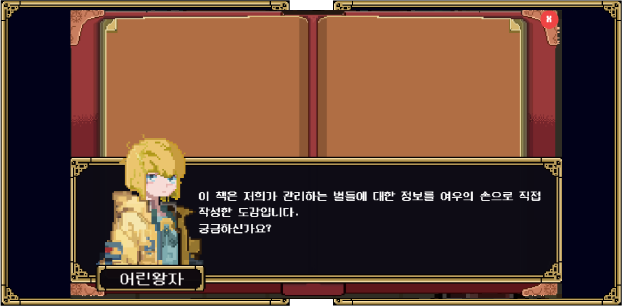 이 책은 저희가 관리하는 별들에 대한 정보를 여우의 손으로 직접
작성한 도감입니다.
궁금하신가요?
어린왕자